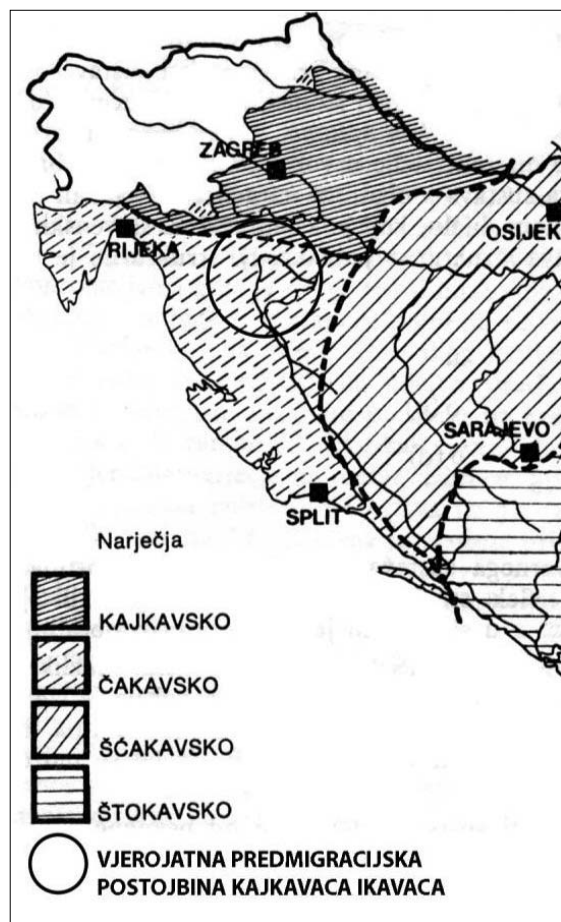 ZAGREB
RIJEKA
OSIJEK
SARAJEVO
SPLIT
Narječja
KAJKAVSKO
ČAKAVSKO
ŠĆAKAVSKO
ŠTOKAVSKO
VJEROJATNA PREDMIGRACIJSKA
POSTOJBINA KAJKAVACA IKAVACA